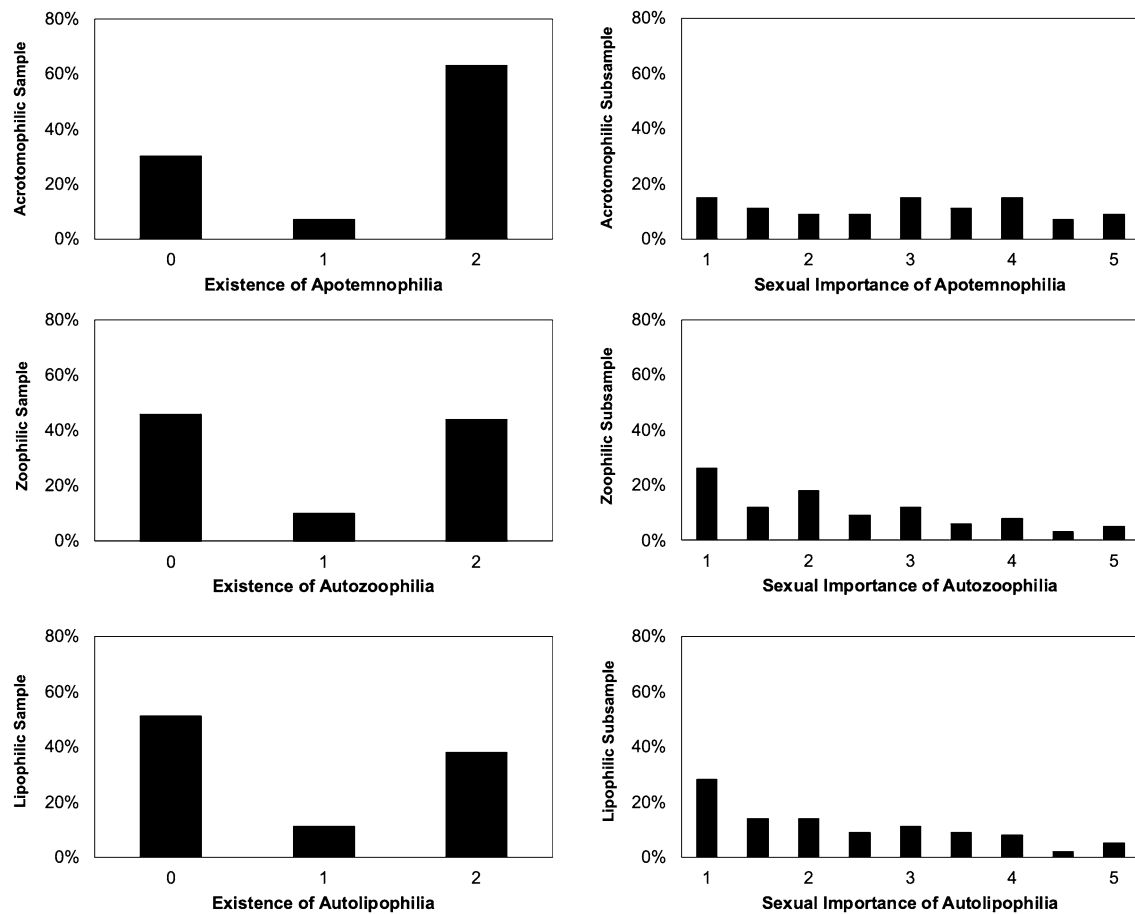 80%
60%
40%
20%
0%
Acrotomophilic Sample
0 1 2
Existence of Apotemnophilia
80%
60%
40%
20%
0%
Acrotomophilic Subsample
1 2 3 4 5
Sexual Importance of Apotemnophilia
80%
60%
40%
20%
0%
Zoophilic Sample
0 1 2
Existence of Autozoophilia
80%
60%
40%
20%
0%
Zoophilic Subsample
1 2 3 4 5
Sexual Importance of Autozoophilia
80%
60%
40%
20%
0%
Lipophilic Sample
0 1 2
Existence of Autolipophilia
80%
60%
40%
20%
0%
Lipophilic Subsample
1 2 3 4 5
Sexual Importance of Autolipophilia